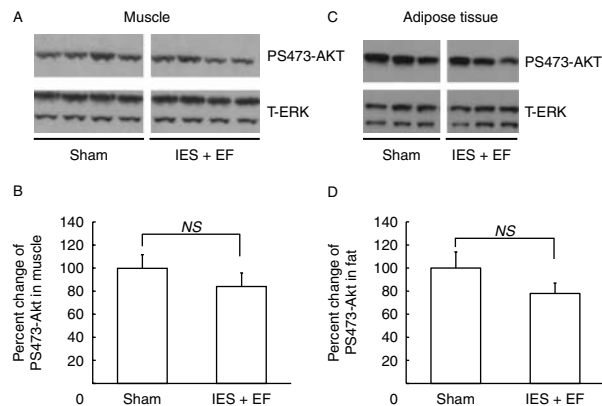 A Muscle
PS473-AKT
T-ERK
Sham IES + EF
C Adipose tissue
PS473-AKT
T-ERK
Sham IES + EF
B
Percent change of
PS473-Akt in muscle
140
120
100
80
60
40
20
0
NS
Sham IES + EF
D
Percent change of
PS473-Akt in fat
140
120
100
80
60
40
20
0
NS
Sham IES + EF